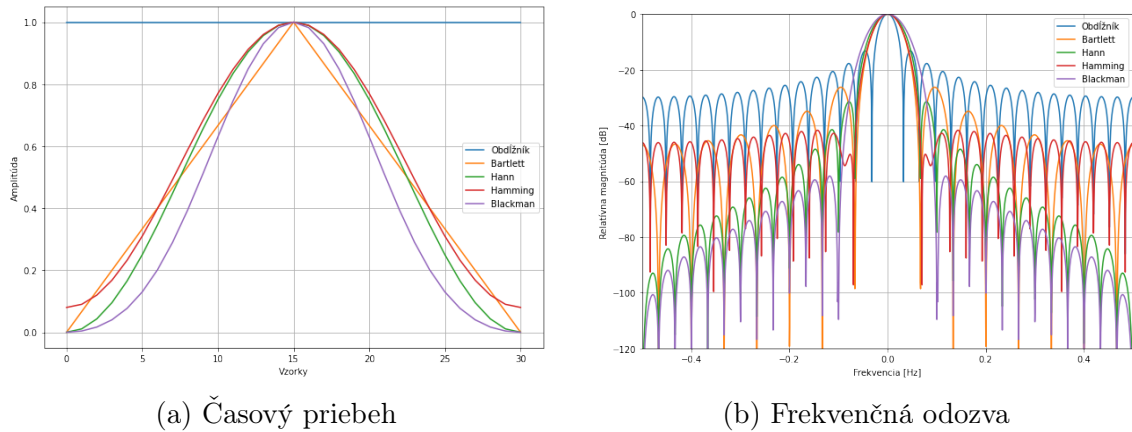 1.0
0.8
0.6
0.4
0.2
0.0
Amplitúda
Obdĺžník
Bartlett
Hann
Hamming
Blackman
0 5 10 15 20 25 30
Vzorky
(a) Časový priebeh
0
−20
−40
−60
−80
−100
−120
Relatívna magnitúda [dB]
Obdĺžník
Bartlett
Hann
Hamming
Blackman
−0.4 −0.2 0.0 0.2 0.4
Frekvencia [Hz]
(b) Frekvenčná odozva